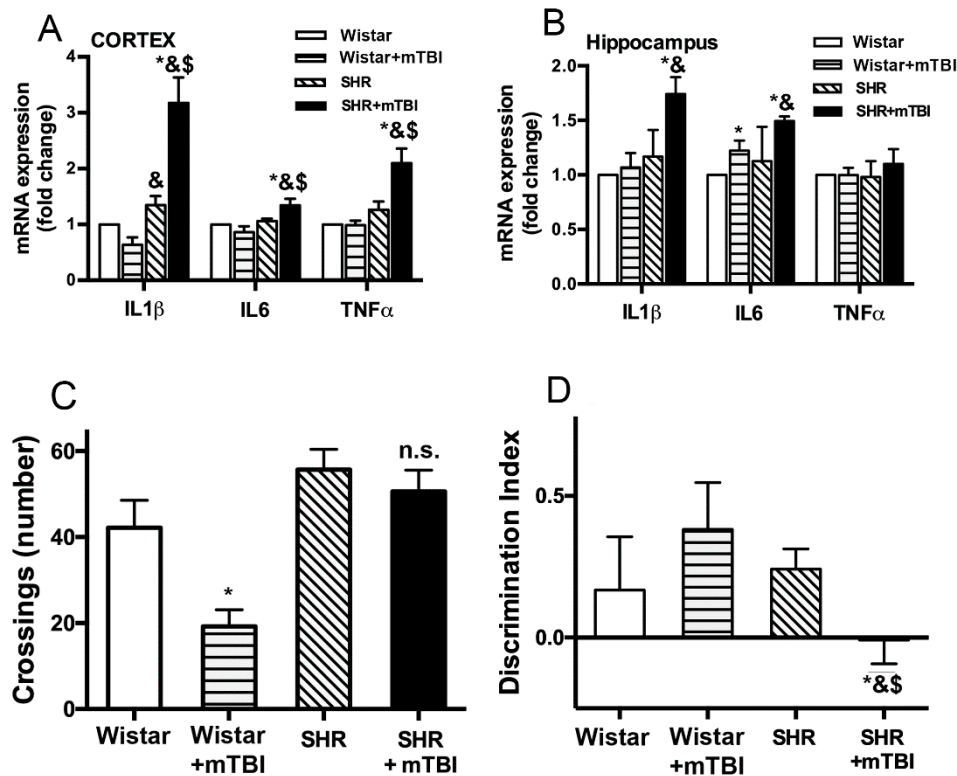 A
CORTEX
Wistar
Wistar+mTBI
SHR
SHR+mTBI
mRNA expression
(fold change)
4
3
2
1
0
*&$
&
*&$
*&$
IL1β
IL6
TNFα
B
Hippocampus
Wistar
Wistar+mTBI
SHR
SHR+mTBI
mRNA expression
(fold change)
2.0
1.5
1.0
0.5
0.0
*&
*
*&
IL1β
IL6
TNFα
C
Crossings (number)
60
40
20
0
*
n.s.
Wistar
Wistar
+mTBI
SHR
SHR
+ mTBI
D
Discrimination Index
0.5
0.0
*&$
Wistar
Wistar
+mTBI
SHR
SHR
+mTBI